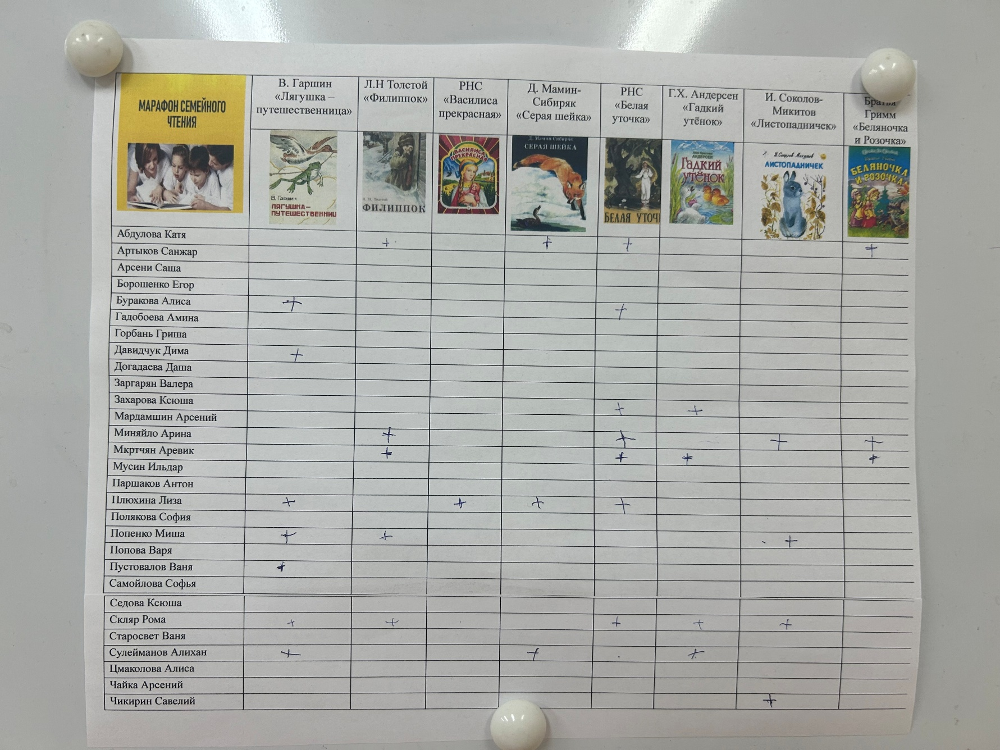 МАРАФОН СЕМЕЙНОГО
ЧТЕНИЯ
В. Гаршин
«Лягушка –
путешественница»
Л.Н Толстой
«Филиппок»
РНС
«Василиса
прекрасная»
Д. Мамин-
Сибиряк
«Серая шейка»
РНС
«Белая
уточка»
Г.Х. Андерсен
«Гадкий
утёнок»
И. Соколов-
Микитов
«Листопадничек»
Братья
Гримм
«Беляночка
и Розочка»
В. Гаршин
ЛЯГУШКА–
ПУТЕШЕСТВЕННИЦ
Л. Н. Толстой
ФИЛИППОК
ВАСИЛИСА
ПРЕКРАСНАЯ
Д. Мамин-Сибиряк
СЕРАЯ ШЕЙКА
БЕЛАЯ УТОЧ
АНДЕРСЕН
ГАДКИЙ
УТЁНОК
И. Соколов Микитов
ЛИСТОПАДНИЧЕК
БЕЛЯНОЧКА
И РОЗОЧКА
Абдулова Катя + + + +
Артыков Санжар
Арсени Саша
Борошенко Егор
Буракова Алиса + +
Гадобоева Амина
Горбань Гриша
Давидчук Дима +
Догадаева Даша
Заргарян Валера
Захарова Ксюша + +
Мардамшин Арсений
Миняйло Арина + + + +
Мкртчян Аревик + + + +
Мусин Ильдар
Паршаков Антон
Плюхина Лиза + + + +
Полякова София
Попенко Миша + + +
Попова Варя
Пустовалов Ваня +
Самойлова Софья
Седова Ксюша
Скляр Рома + + + + +
Старосвет Ваня
Сулейманов Алихан + + +
Цмаколова Алиса
Чайка Арсений
Чикирин Савелий +